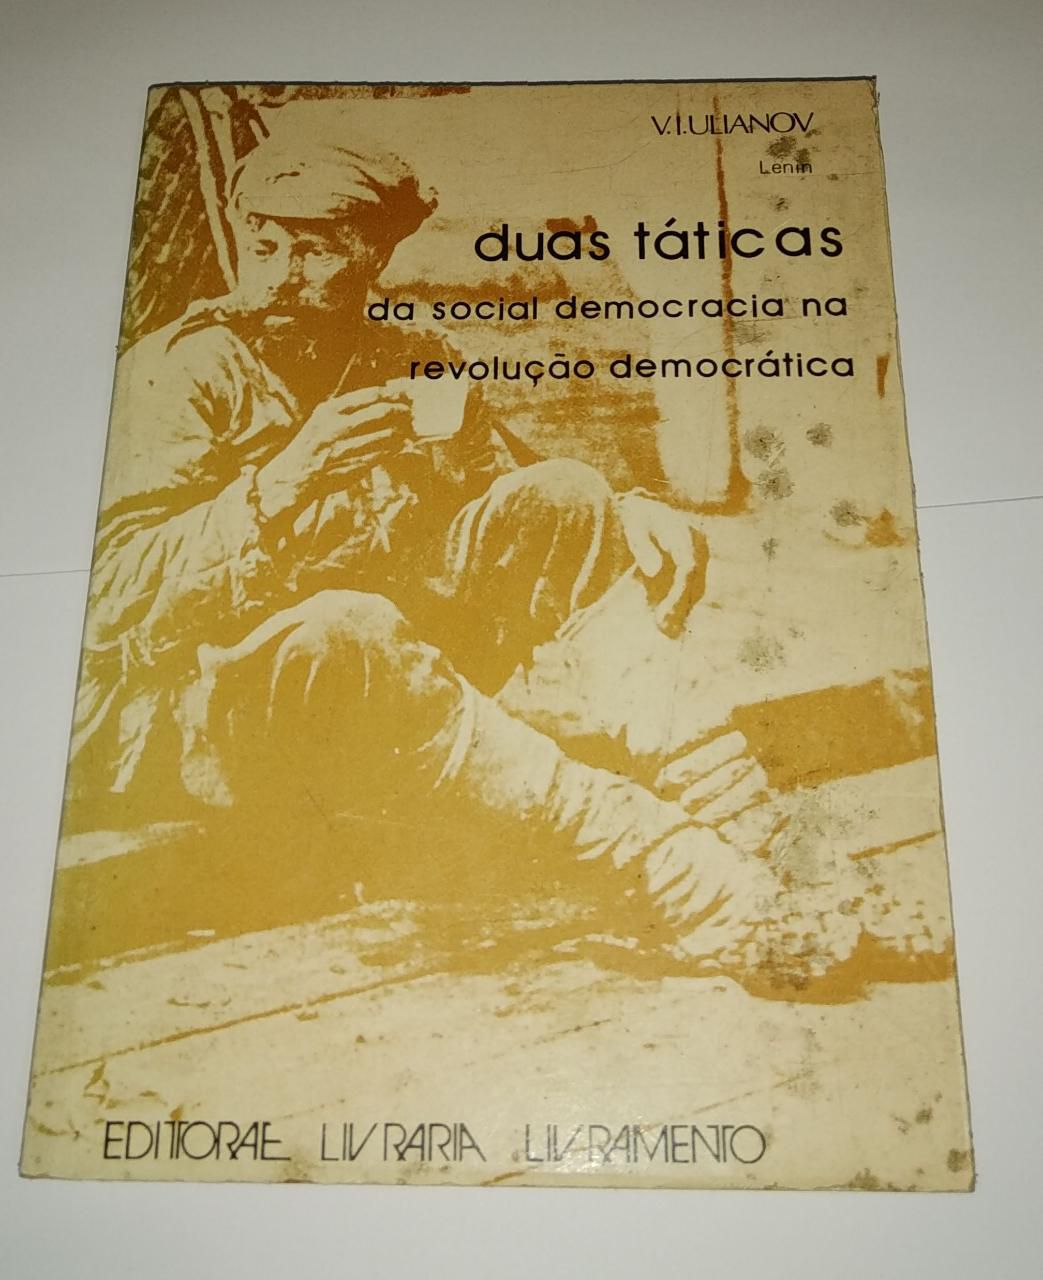 V.I.ULIANOV
Lenin
duas táticas
da social democracia na
revolução democrática
EDITORA E LIVRARIA LIVRAMENTO